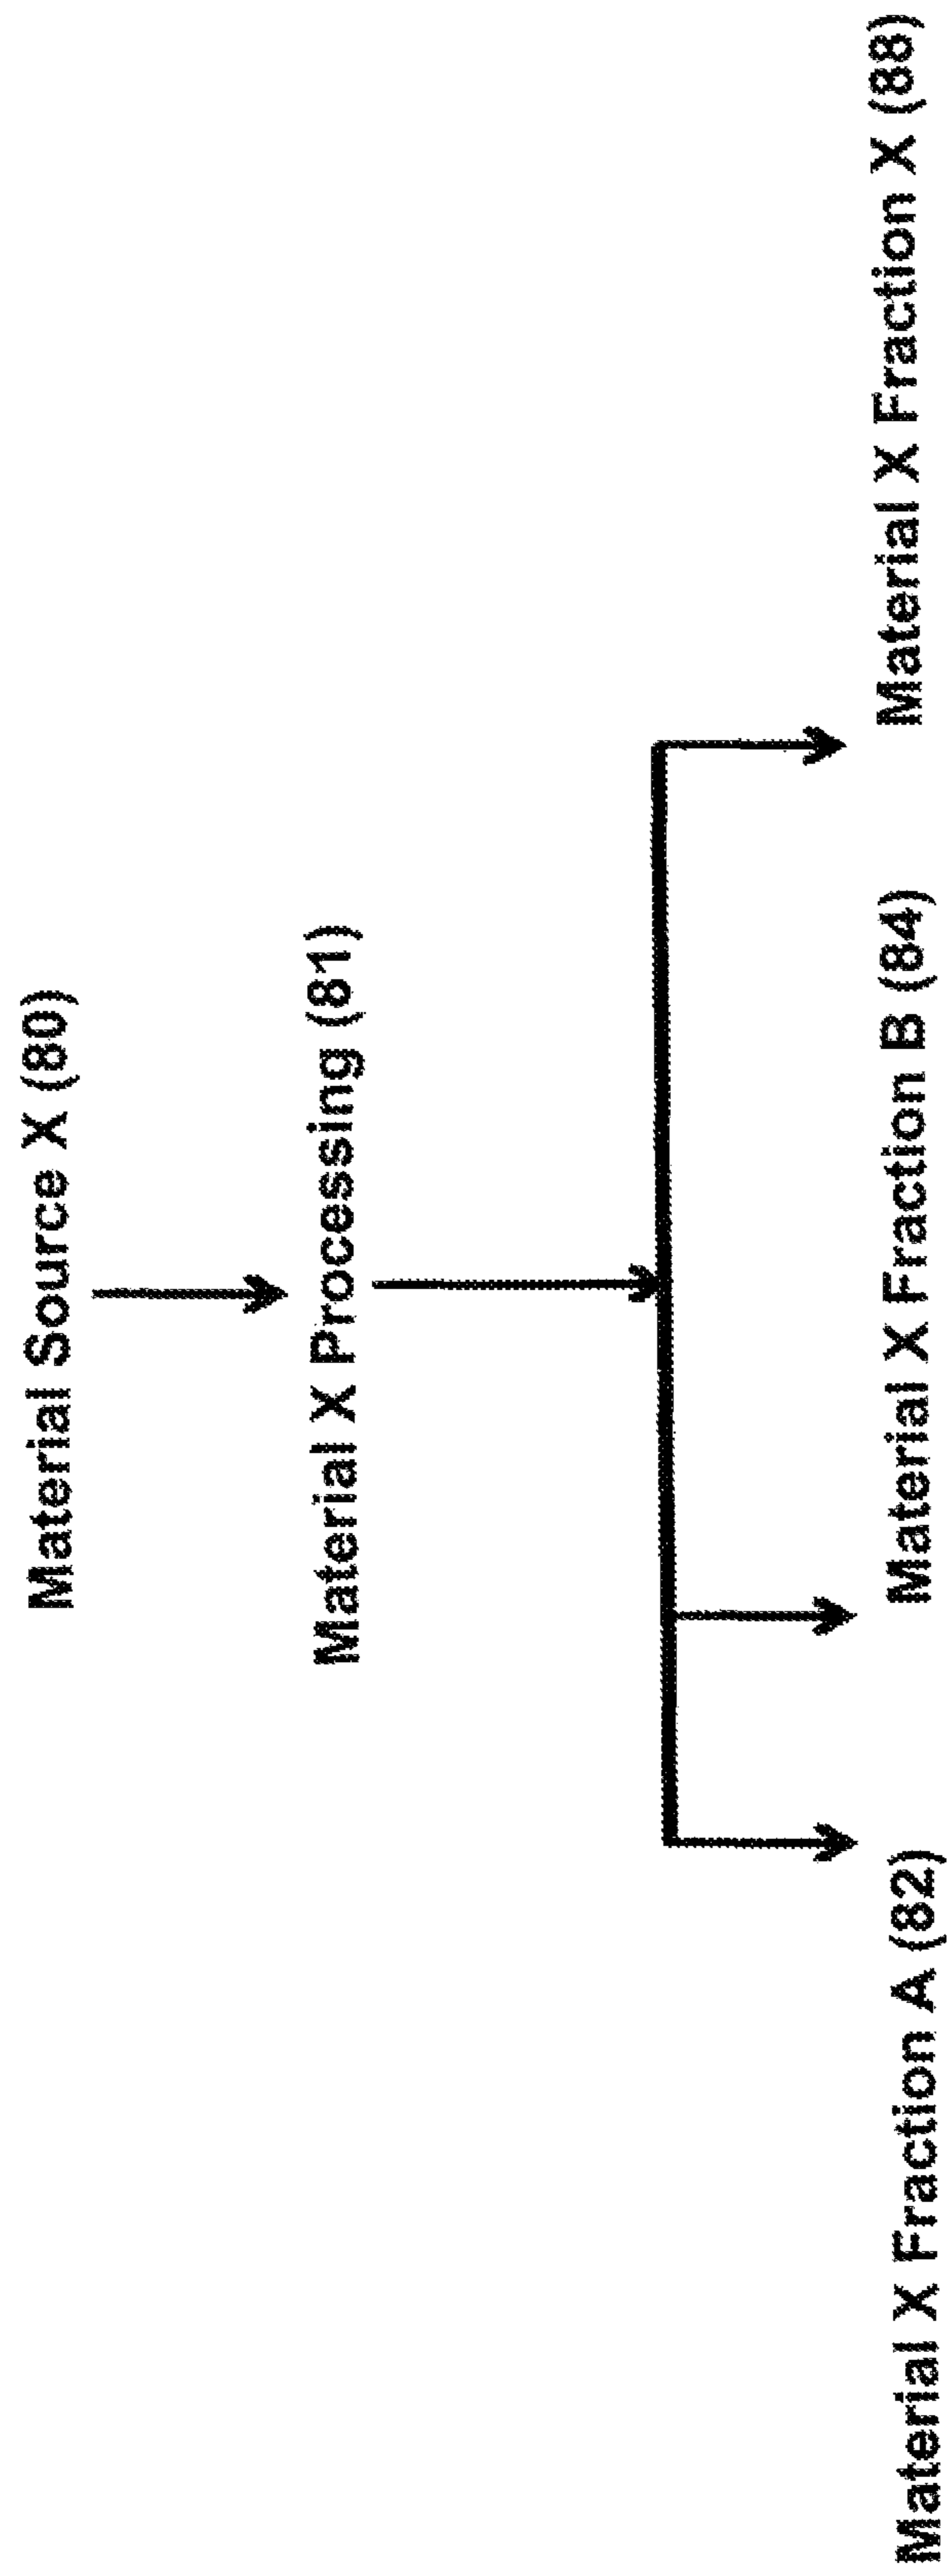 Material Source X (80)
Material X Processing (81)
Material X Fraction A (82)
Material X Fraction B (84)
Material X Fraction X (88)